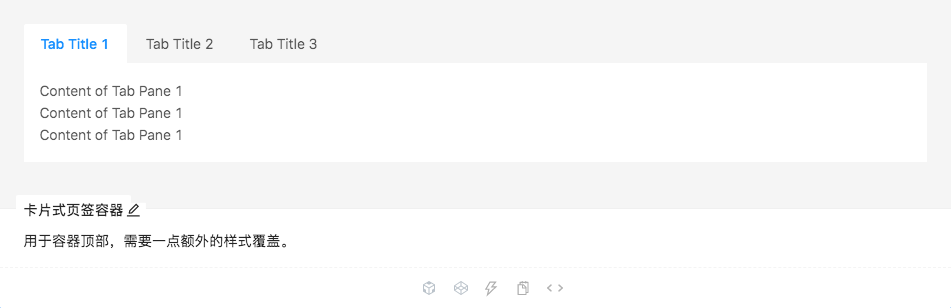 Tab Title 1 Tab Title 2 Tab Title 3
Content of Tab Pane 1
Content of Tab Pane 1
Content of Tab Pane 1
卡片式页签容器
用于容器顶部，需要一点额外的样式覆盖。